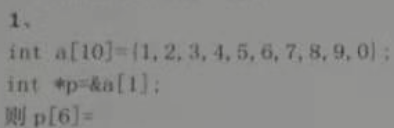 1、
int a[10]={1,2,3,4,5,6,7,8,9,0};
int *p=&a[1];
则 p[6]=